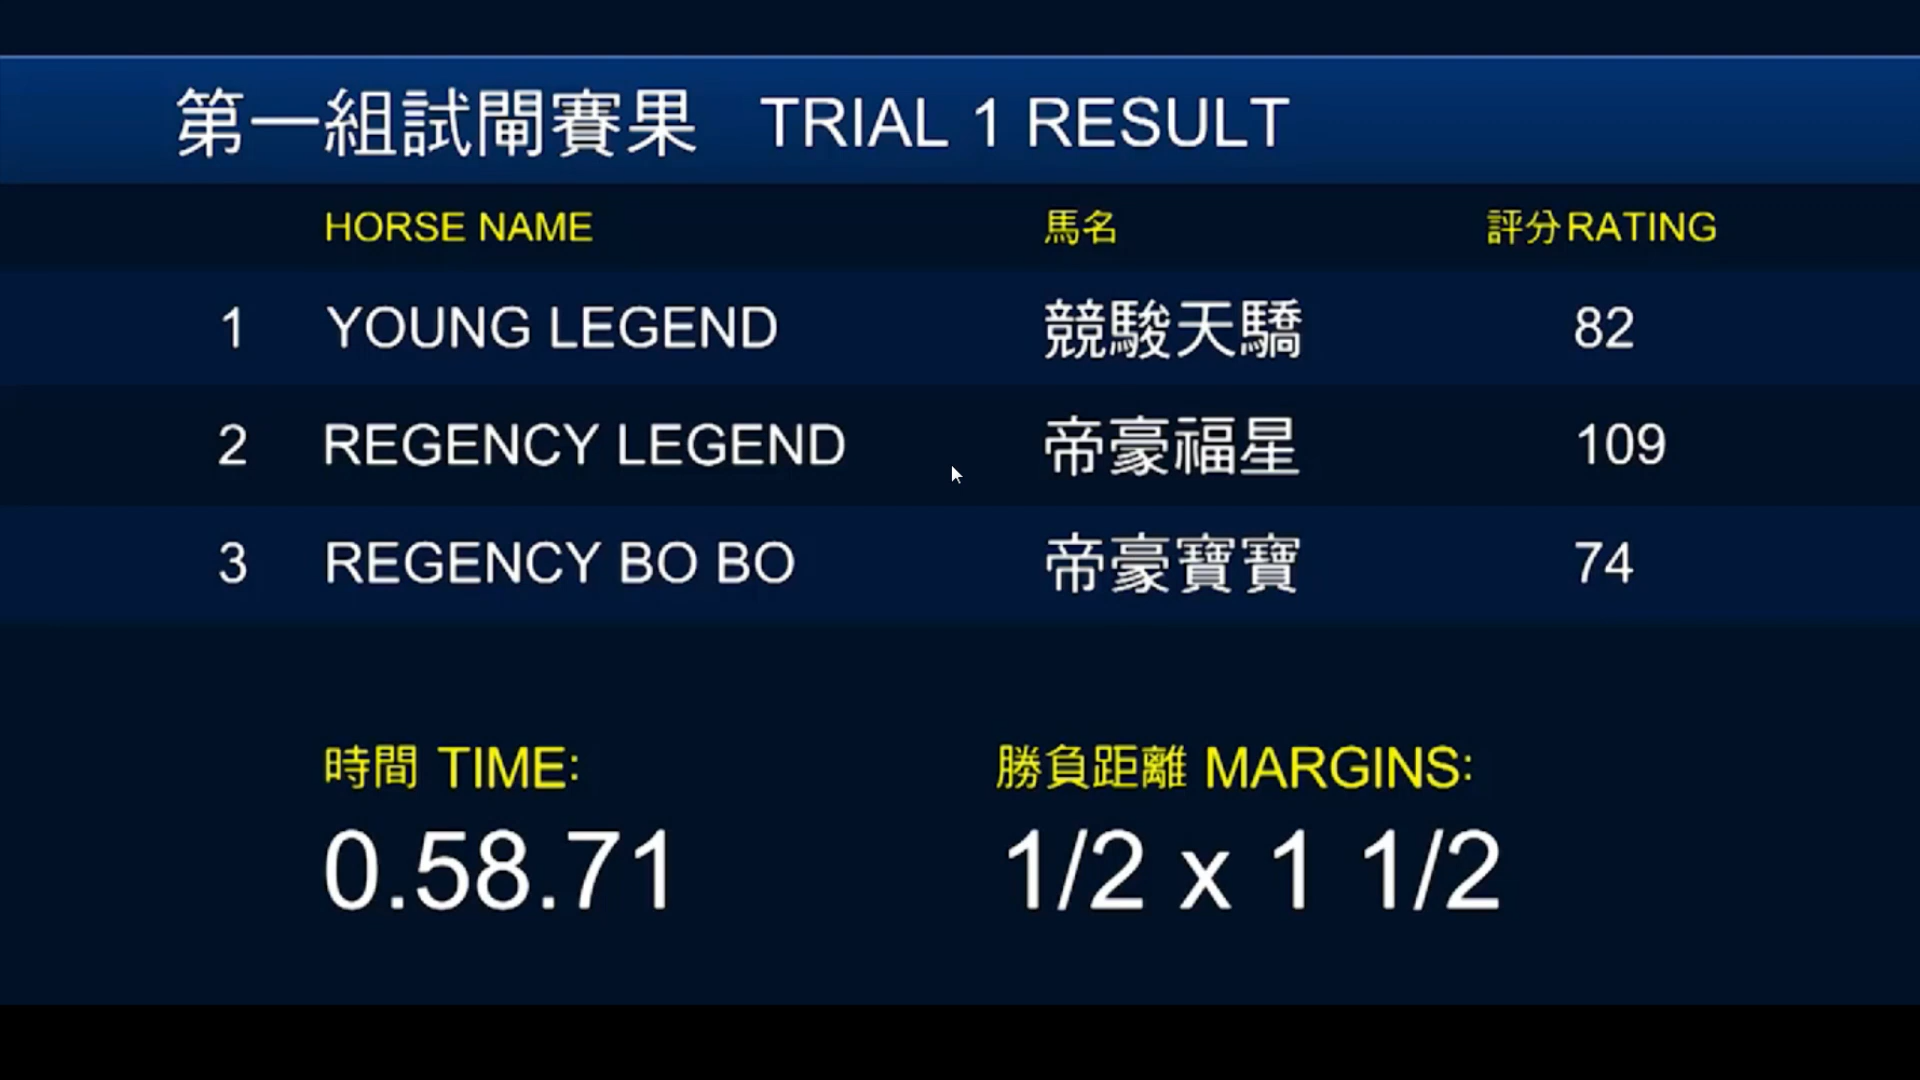 第一組試閘賽果 TRIAL 1 RESULT
HORSE NAME 馬名 評分RATING
1 YOUNG LEGEND 競駿天驕 82
2 REGENCY LEGEND 帝豪福星 109
3 REGENCY BO BO 帝豪寶寶 74
時間 TIME: 勝負距離 MARGINS:
0.58.71 1/2 x 1 1/2